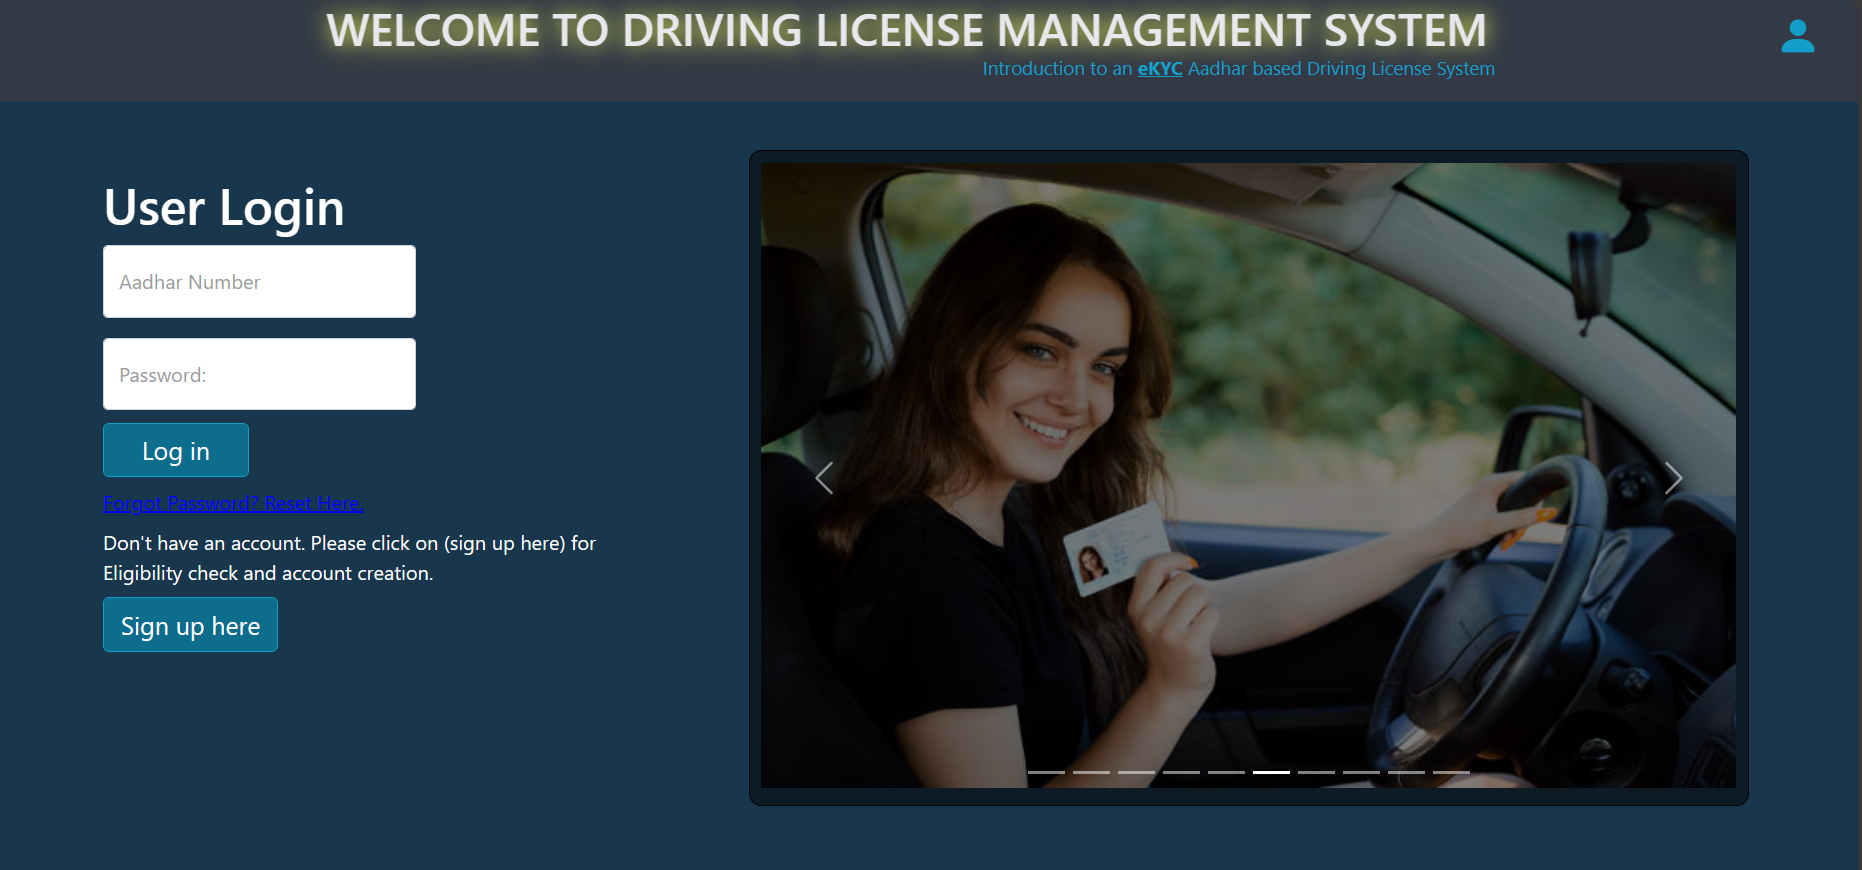 WELCOME TO DRIVING LICENSE MANAGEMENT SYSTEM
Introduction to an eKYC Aadhar based Driving License System
User Login
Aadhar Number
Password:
Log in
Forgot Password? Reset Here.
Don't have an account. Please click on (sign up here) for
Eligibility check and account creation.
Sign up here